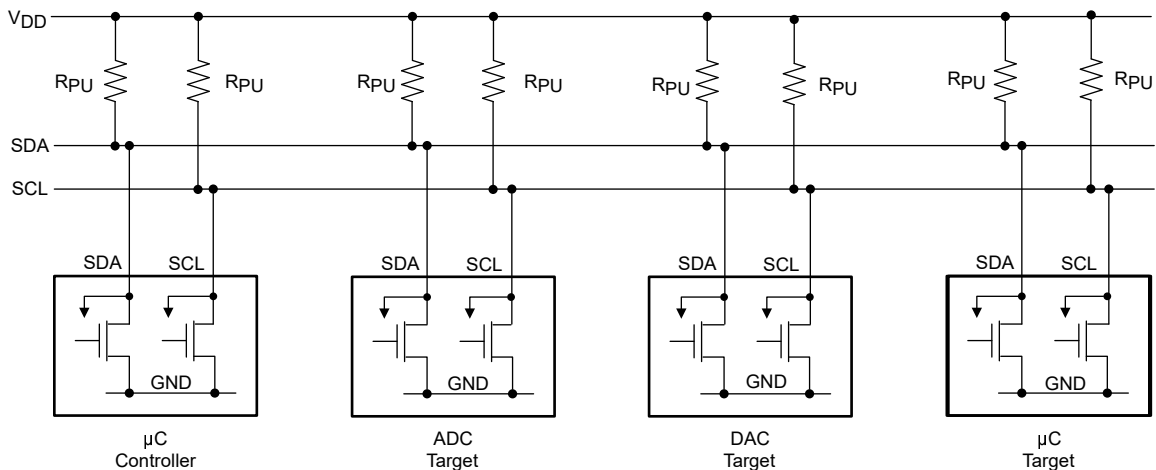 VDD
RPU RPU RPU RPU RPU RPU RPU RPU
SDA
SCL
SDA SCL SDA SCL SDA SCL SDA SCL
GND GND GND GND
µC ADC DAC µC
Controller Target Target Target